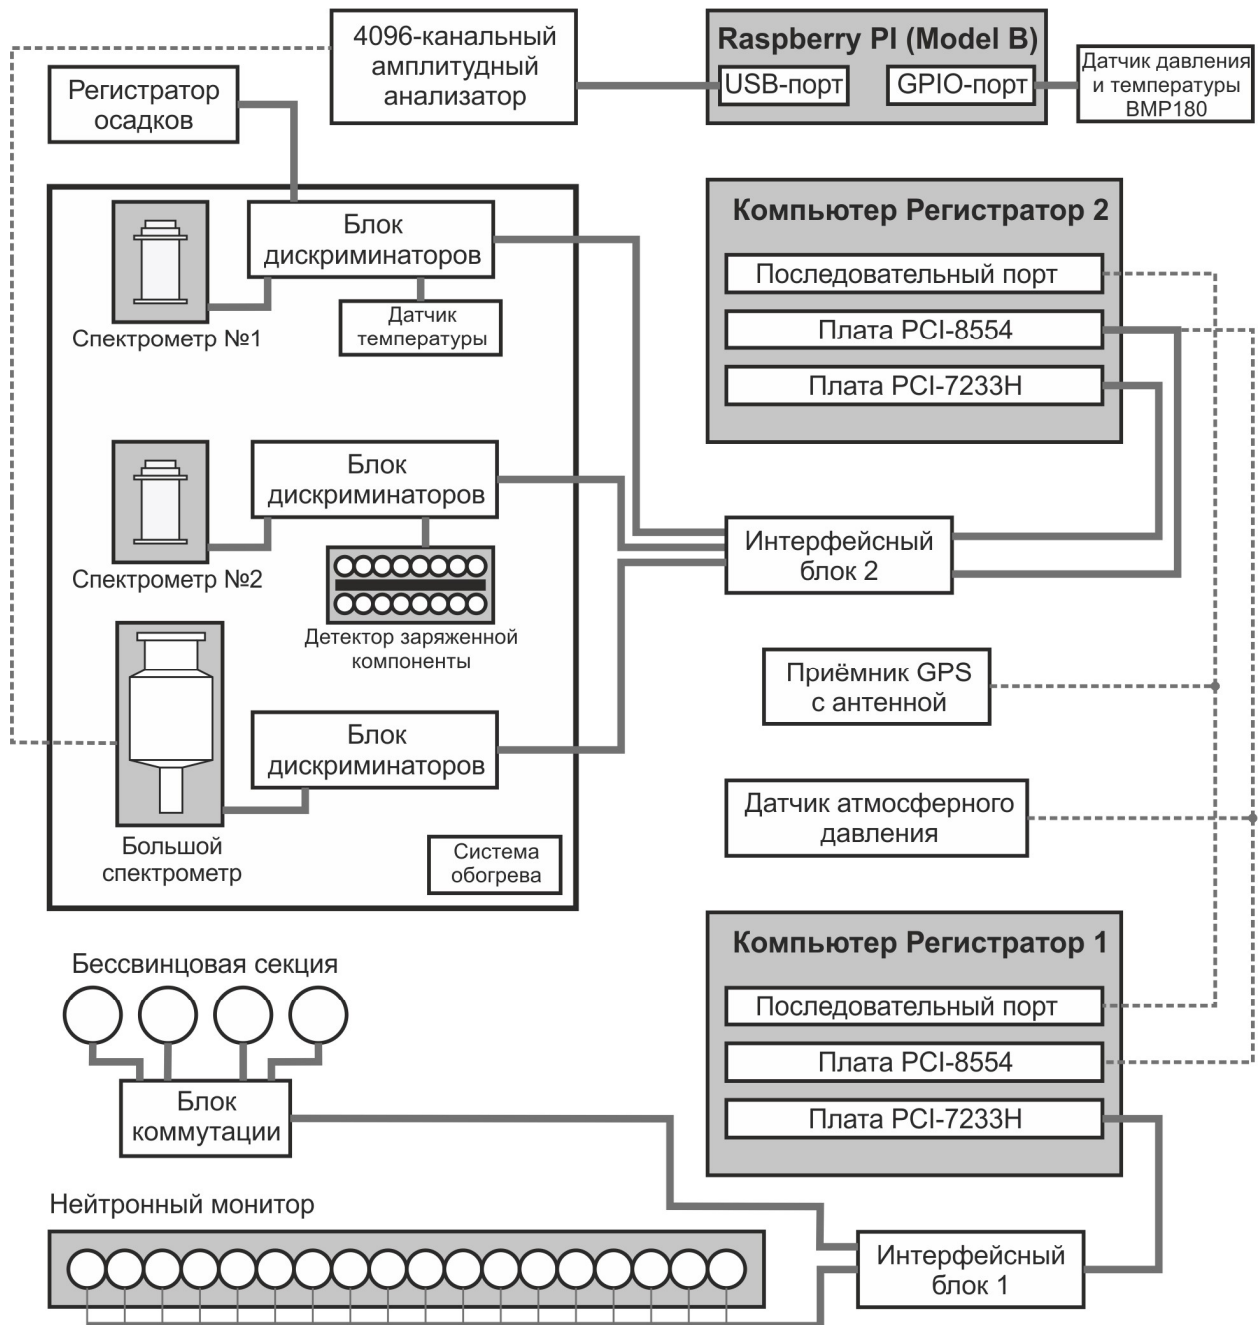 4096-канальный
амплитудный
анализатор
Raspberry PI (Model B)
USB-порт
GPIO-порт
Датчик давления
и температуры
BMP180
Регистратор
осадков
Блок
дискриминаторов
Спектрометр №1
Датчик
температуры
Компьютер Регистратор 2
Последовательный порт
Плата PCI-8554
Плата PCI-7233H
Блок
дискриминаторов
Спектрометр №2
Детектор заряженной
компоненты
Интерфейсный
блок 2
Блок
дискриминаторов
Большой
спектрометр
Система
обогрева
Приёмник GPS
с антенной
Датчик атмосферного
давления
Компьютер Регистратор 1
Последовательный порт
Плата PCI-8554
Плата PCI-7233H
Бессвинцовая секция
Блок
коммутации
Нейтронный монитор
Интерфейсный
блок 1